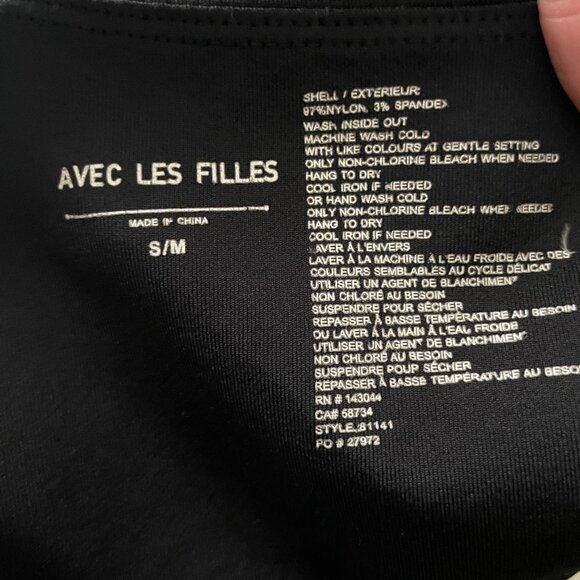 AVEC LES FILLES
MADE IN CHINA
S/M
SHELL / EXTERIEUR:
97%NYLON, 3% SPANDEX
WASH INSIDE OUT
MACHINE WASH COLD
WITH LIKE COLOURS AT GENTLE SETTING
ONLY NON-CHLORINE BLEACH WHEN NEEDED
HANG TO DRY
COOL IRON IF NEEDED
OR HAND WASH COLD
ONLY NON-CHLORINE BLEACH WHEN NEEDED
HANG TO DRY
COOL IRON IF NEEDED
LAVER À L'ENVERS
LAVER À LA MACHINE À L'EAU FROIDE AVEC DES
COULEURS SEMBLABLES AU CYCLE DÉLICAT
UTILISER UN AGENT DE BLANCHIMENT
NON CHLORÉ AU BESOIN
SUSPENDRE POUR SÉCHER
REPASSER À BASSE TEMPÉRATURE AU BESOIN
OU LAVER À LA MAIN À L'EAU FROIDE
UTILISER UN AGENT DE BLANCHIMENT
NON CHLORÉ AU BESOIN
SUSPENDRE POUR SÉCHER
REPASSER À BASSE TEMPÉRATURE AU BESO
RN # 143044
CA# 58734
STYLE.:81141
PO # 27972